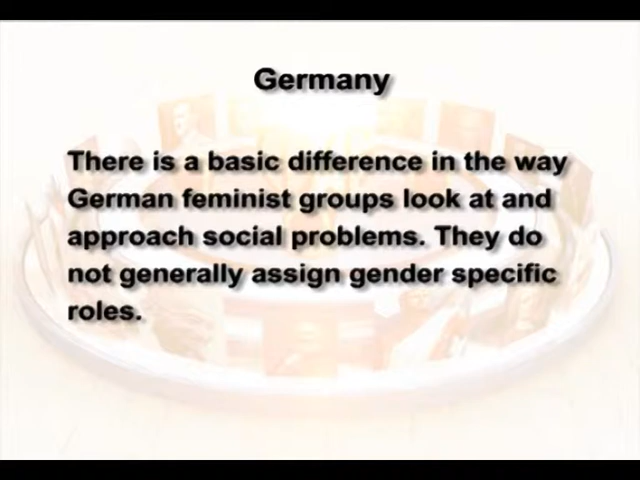 Germany
There is a basic difference in the way
German feminist groups look at and
approach social problems. They do
not generally assign gender specific
roles.